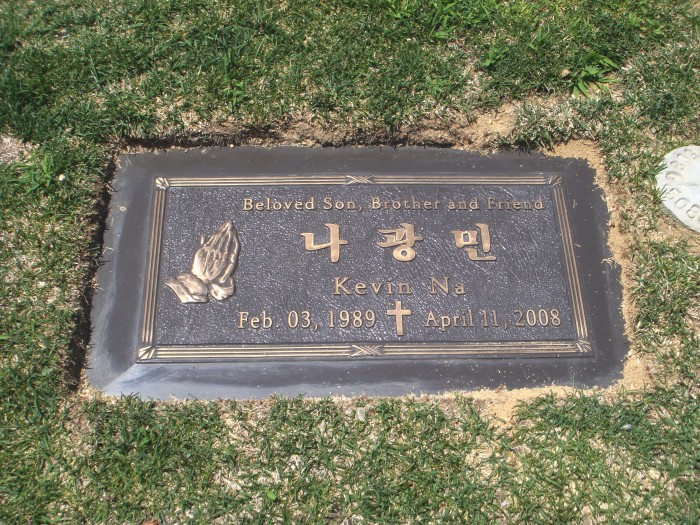 Beloved Son, Brother and Friend
나 광 민
Kevin Na
Feb. 03, 1989 April 11, 2008